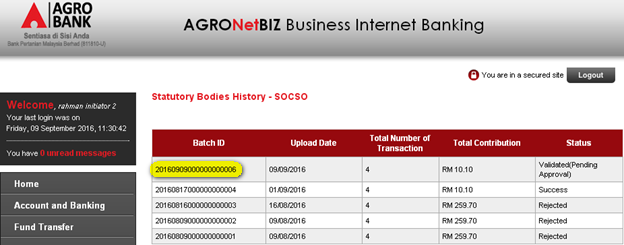 AGRO
BANK
Sentiasa di Sisi Anda
Bank Pertanian Malaysia Berhad (811810-U)
AGRONetBIZ Business Internet Banking
You are in a secured site
Logout
Welcome, rahman initiator 2
Your last login was on
Friday, 09 September 2016, 11:30:42
You have 0 unread messages
Home
Account and Banking
Fund Transfer
Statutory Bodies History - SOCSO
Batch ID Upload Date Total Number of Transaction Total Contribution Status
20160909000000000006 09/09/2016 4 RM 10.10 Validated(Pending Approval)
20160817000000000004 01/09/2016 4 RM 10.10 Success
20160816000000000003 16/08/2016 4 RM 259.70 Rejected
20160809000000000002 09/08/2016 4 RM 259.70 Rejected
20160809000000000001 09/08/2016 4 RM 259.70 Rejected